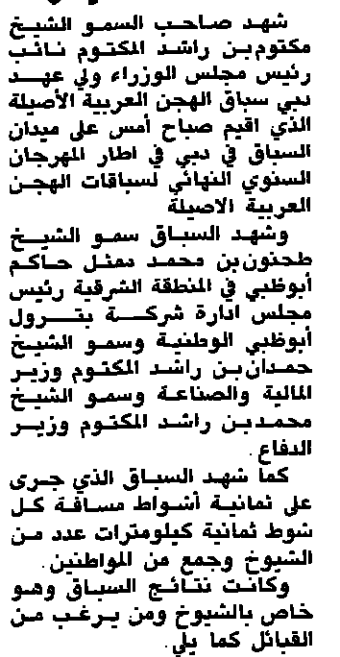 شهد صاحب السمو الشيخ
مكتوم بن راشد المكتوم نائب
رئيس مجلس الوزراء ولي عهد
دبي سباق الهجن العربية الأصيلة
الذي اقيم صباح أمس على ميدان
السباق في دبي في اطار المهرجان
السنوي النهائي لسباقات الهجن
العربية الاصيلة
وشهد السباق سمو الشيخ
طحنون بن محمد ممثل حاكم
أبوظبي في المنطقة الشرقية رئيس
مجلس ادارة شركة بترول
أبوظبي الوطنية وسمو الشيخ
حمدان بن راشد المكتوم وزير
المالية والصناعة وسمو الشيخ
محمد بن راشد المكتوم وزير
الدفاع.
كما شهد السباق الذي جرى
على ثمانية أشواط مسافة كل
شوط ثمانية كيلومترات عدد من
الشيوخ وجمع من المواطنين.
وكانت نتائج السباق وهو
خاص بالشيوخ ومن يرغب من
القبائل كما يلي.